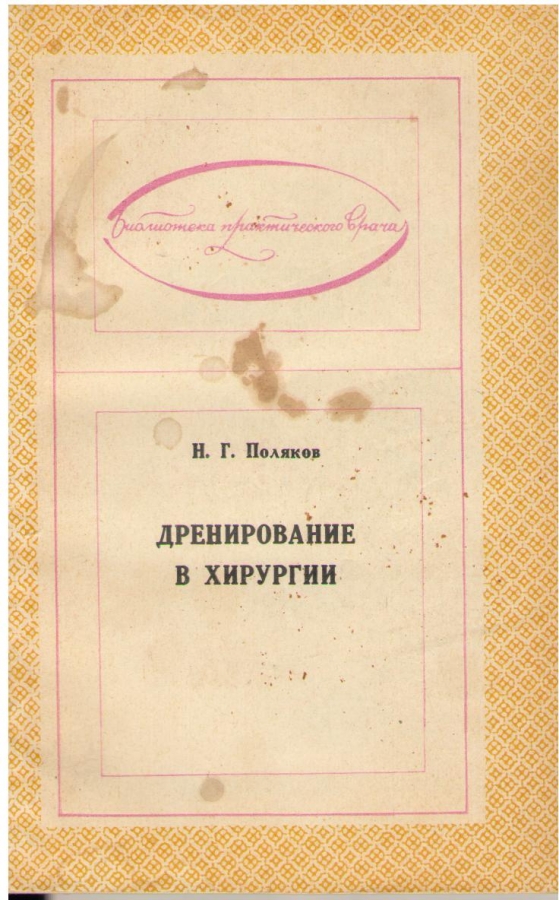 Библиотека практического врача
Н. Г. Поляков
ДРЕНИРОВАНИЕ
В ХИРУРГИИ